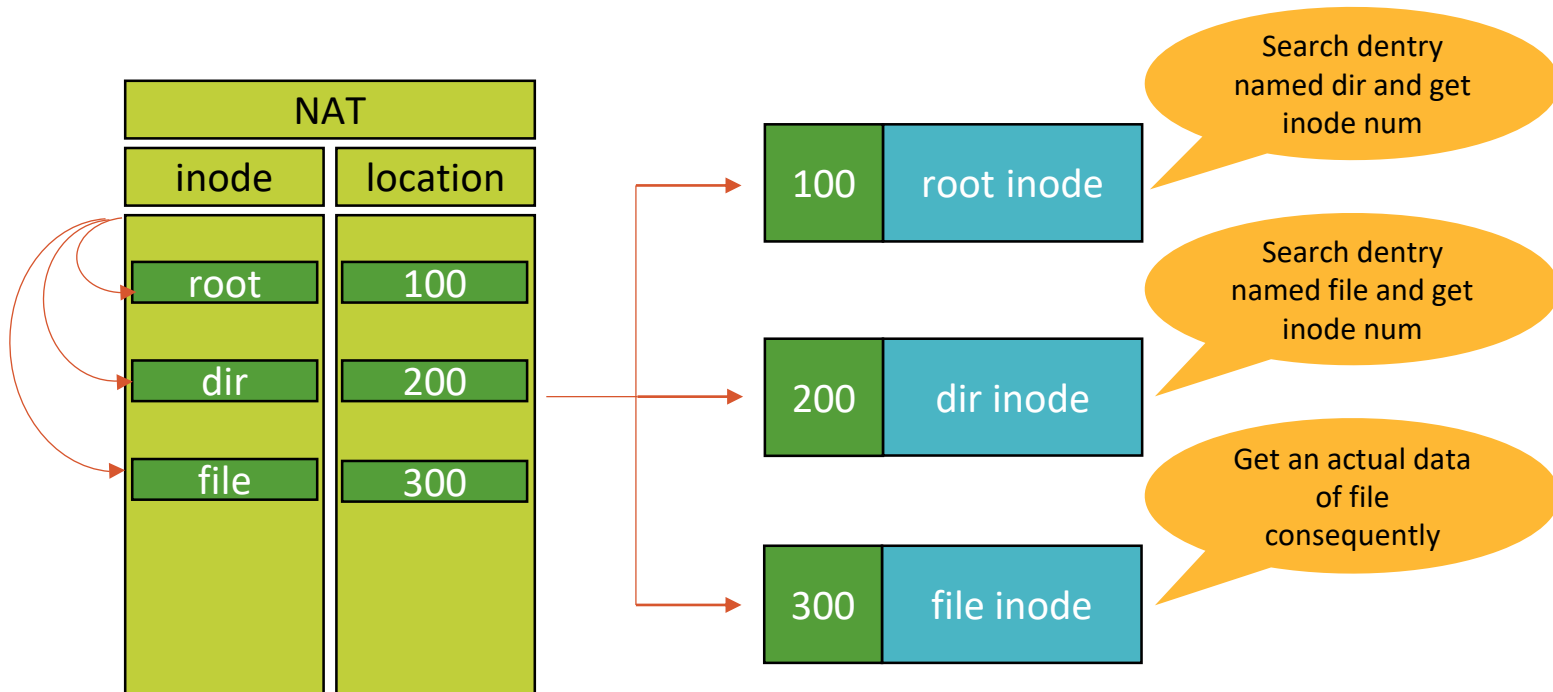 NAT
inode location
root 100
dir 200
file 300
100 root inode
200 dir inode
300 file inode
Search dentry
named dir and get
inode num
Search dentry
named file and get
inode num
Get an actual data
of file
consequently